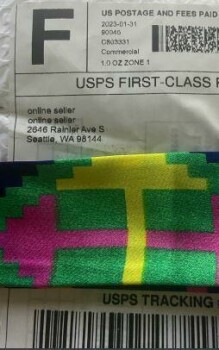 F
US POSTAGE AND FEES PAID
2023-01-31
90045
C803331
Commercial
1.0 OZ ZONE 1
USPS FIRST-CLASS
online seller
online seller
2646 Rainier Ave S
Seattle, WA 98144
USPS TRACKING